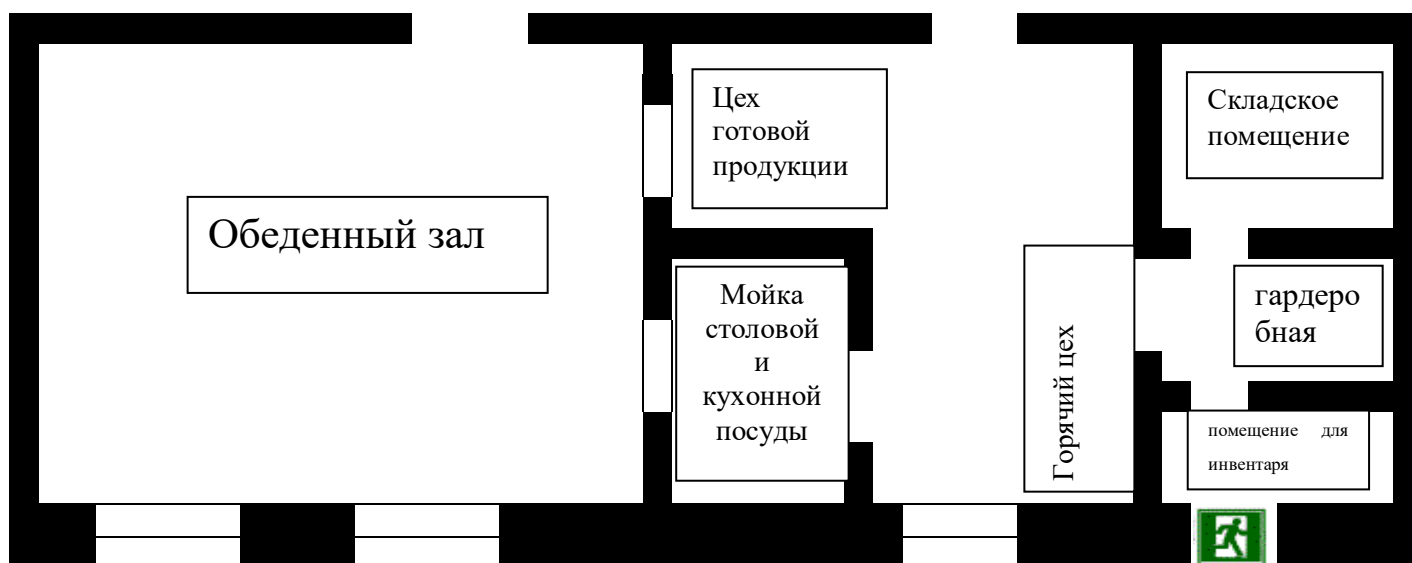 Цех
готовой
продукции
Складское
помещение
Обеденный зал
Мойка
столовой
и
кухонной
посуды
Горячий цех
гардеро
бная
помещение для
инвентаря